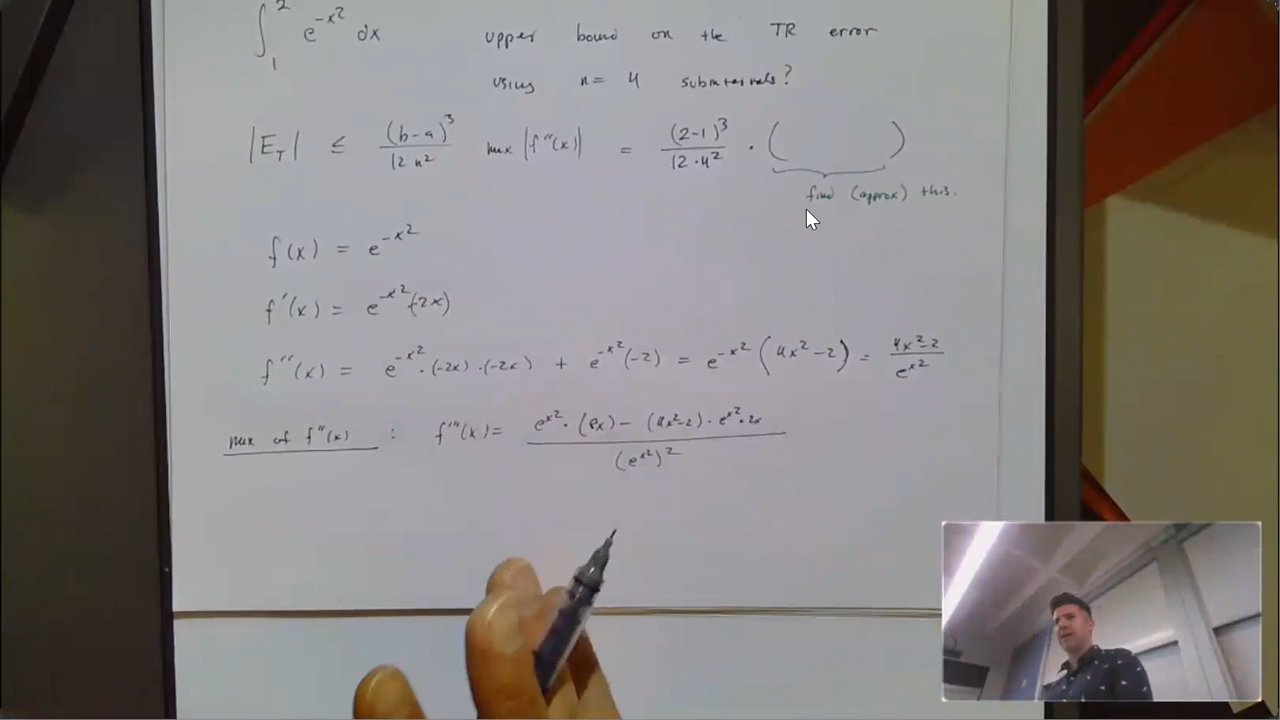 ∫₁² e^{-x²} dx upper bound on the TR error
using n = 4 subintervals?
|E_T| ≤ (b-a)³/(12n²) max |f''(x)| = (2-1)³/(12·4²) · ( )
find (approx) this.
f(x) = e^{-x²}
f'(x) = e^{-x²}(-2x)
f''(x) = e^{-x²}·(-2x)·(-2x) + e^{-x²}(-2) = e^{-x²}(4x²-2) = (4x²-2)/e^{x²}
max of f''(x) : f'''(x) = (e^{x²}·(8x) - (4x²-2)·e^{x²}·2x)/(e^{x²})²